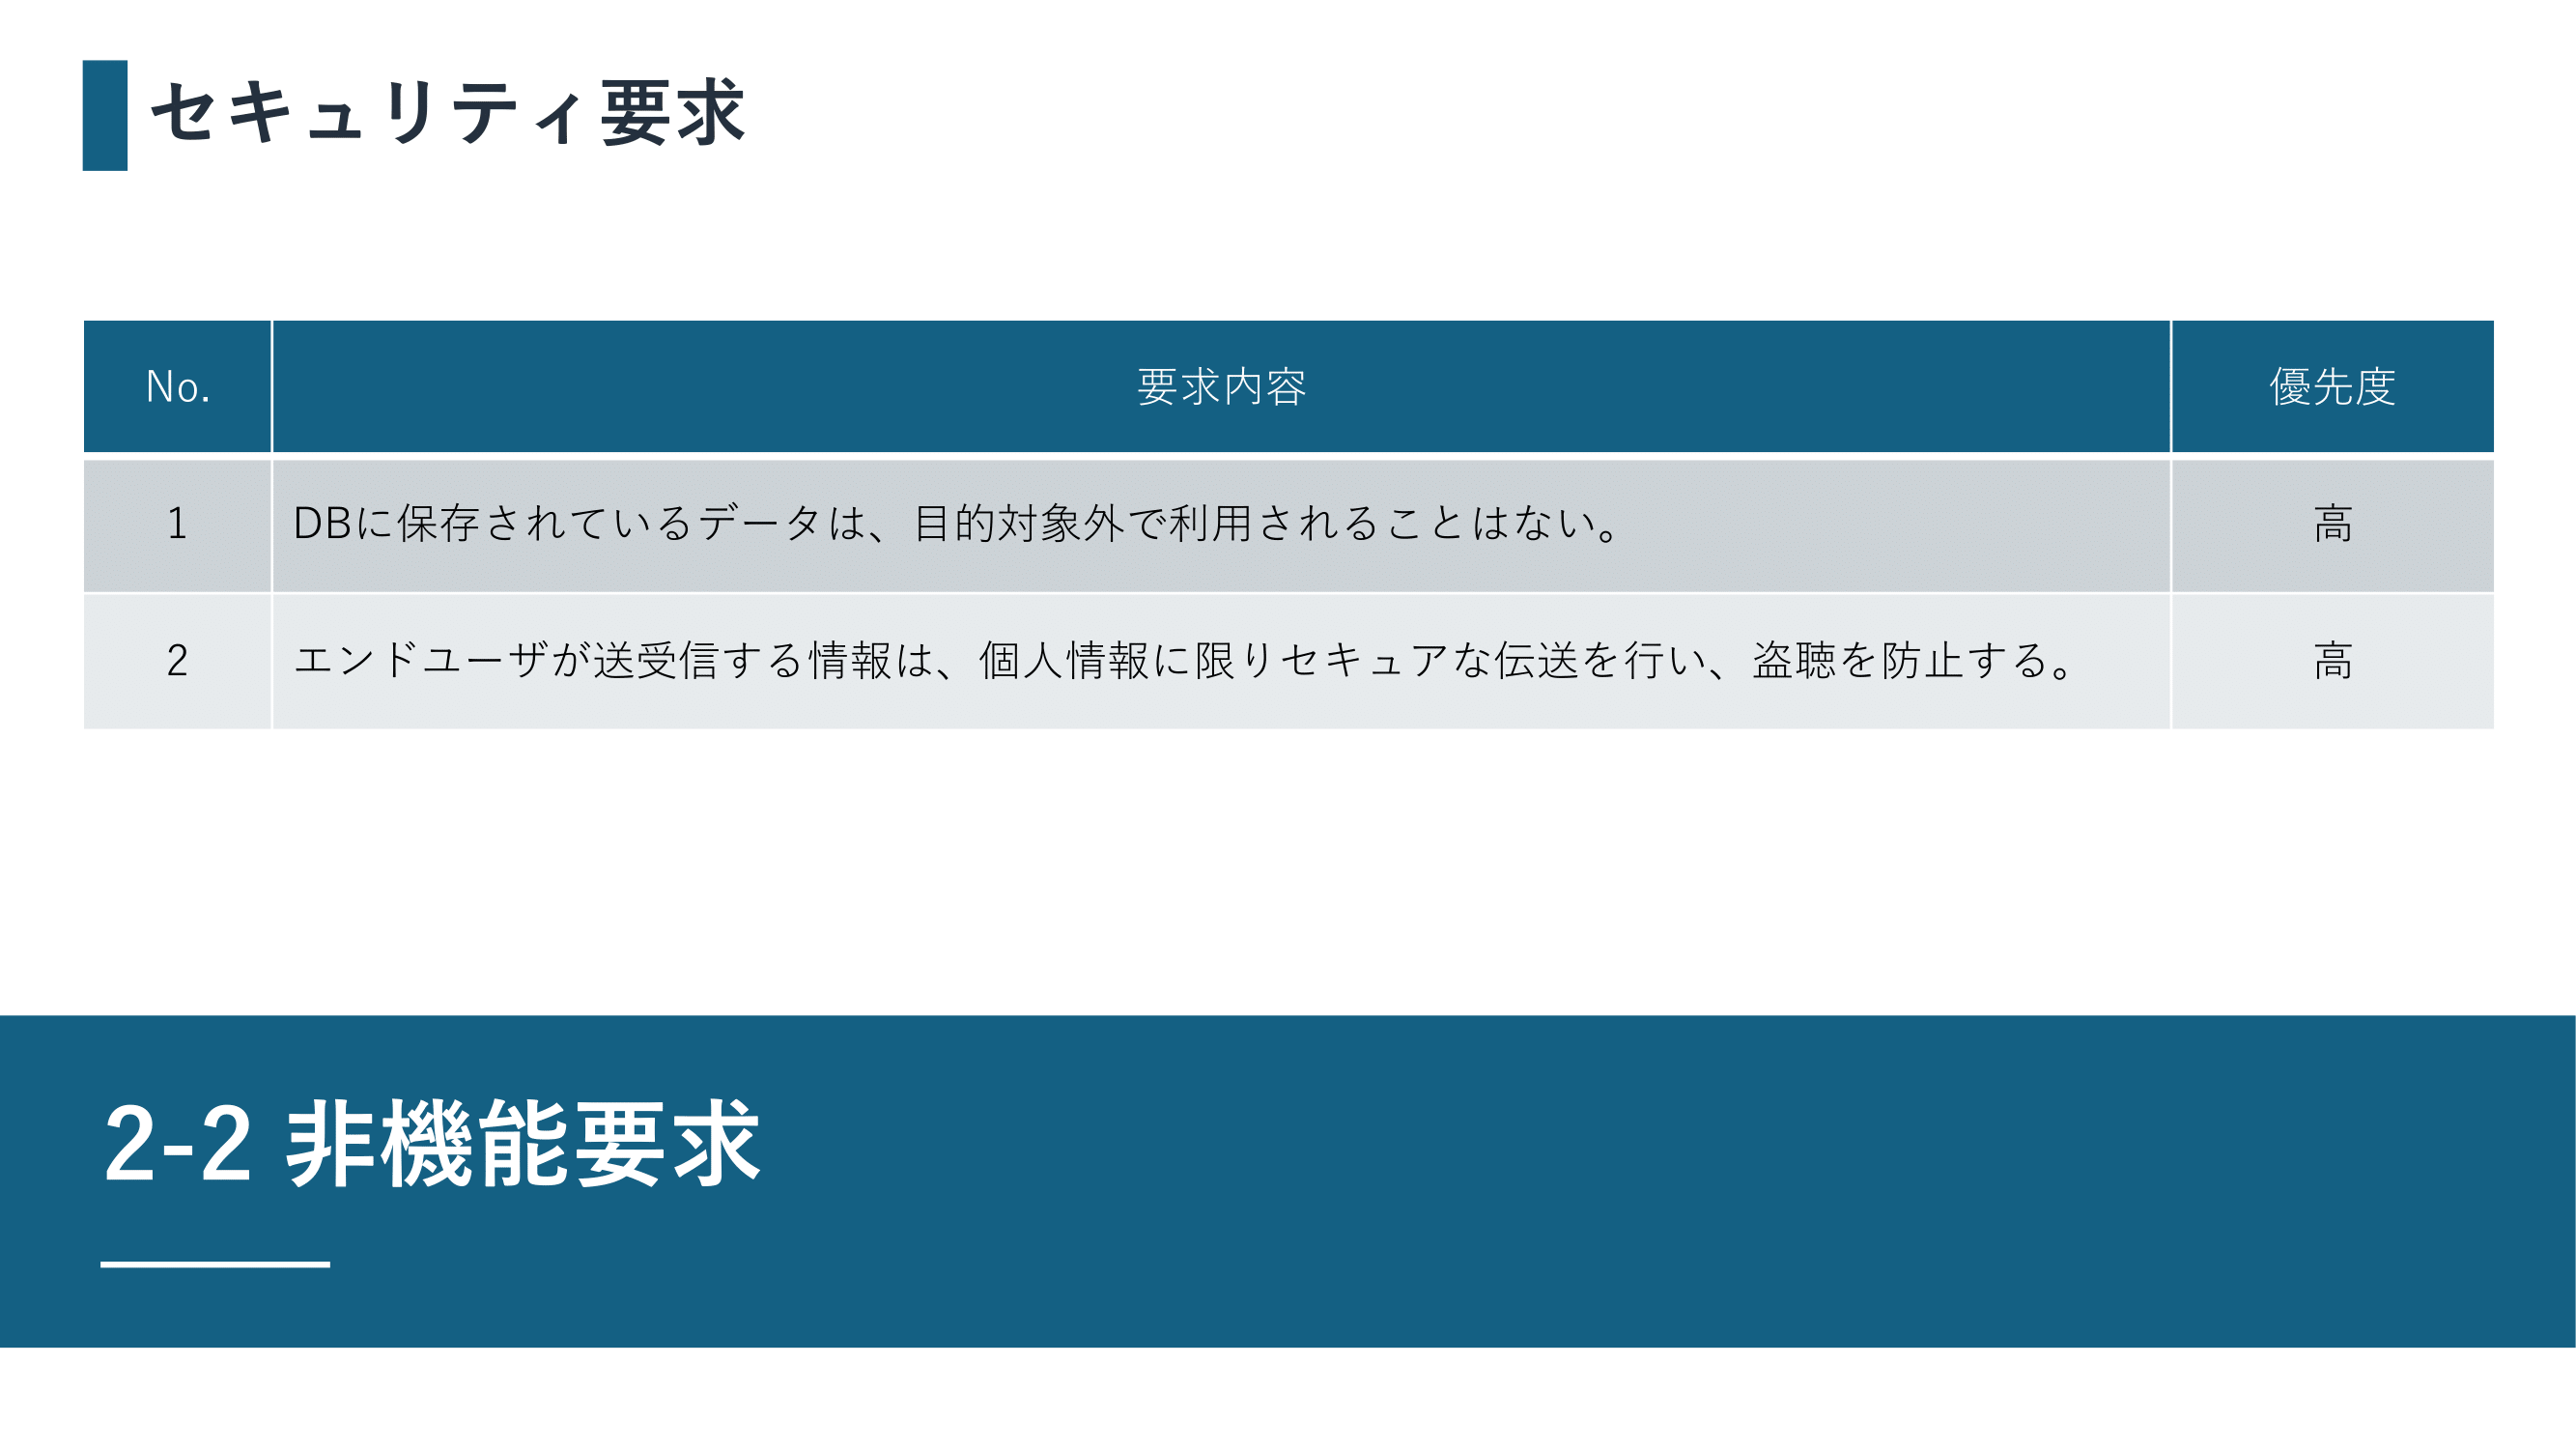 セキュリティ要求
No. 要求内容 優先度
1 DBに保存されているデータは、目的対象外で利用されることはない。 高
2 エンドユーザが送受信する情報は、個人情報に限りセキュアな伝送を行い、盗聴を防止する。 高
2-2 非機能要求